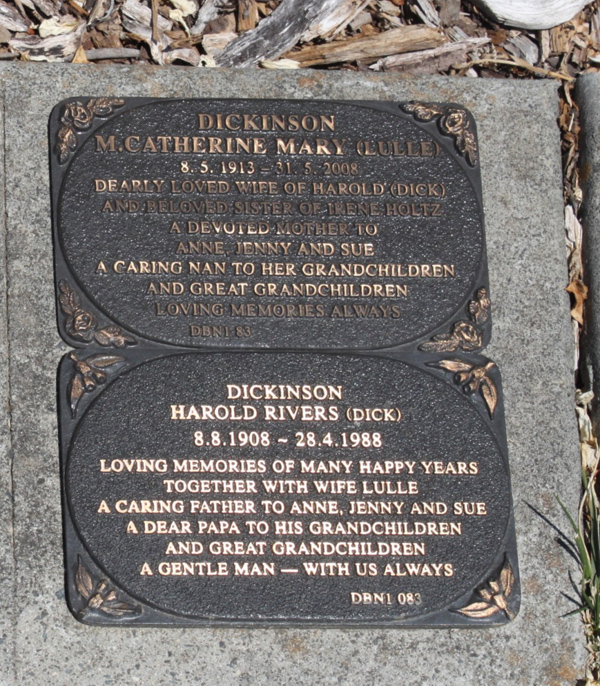 DICKINSON
M.CATHERINE MARY (LULLE)
8. 5. 1913 – 31. 5. 2008
DEARLY LOVED WIFE OF HAROLD (DICK)
AND BELOVED SISTER OF IRENE HOLTZ
A DEVOTED MOTHER TO
ANNE, JENNY AND SUE
A CARING NAN TO HER GRANDCHILDREN
AND GREAT GRANDCHILDREN
LOVING MEMORIES ALWAYS
DBN1 83
DICKINSON
HAROLD RIVERS (DICK)
8.8.1908 ~ 28.4.1988
LOVING MEMORIES OF MANY HAPPY YEARS
TOGETHER WITH WIFE LULLE
A CARING FATHER TO ANNE, JENNY AND SUE
A DEAR PAPA TO HIS GRANDCHILDREN
AND GREAT GRANDCHILDREN
A GENTLE MAN — WITH US ALWAYS
DBN1 083